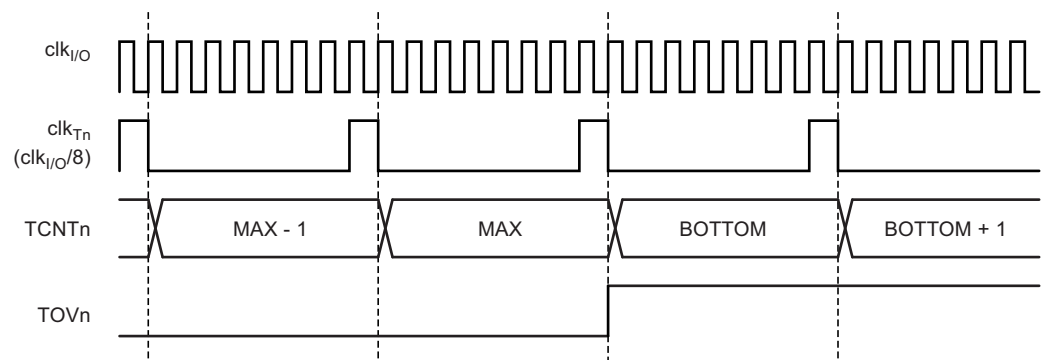 clkI/O
clkTn
(clkI/O/8)
TCNTn MAX - 1 MAX BOTTOM BOTTOM + 1
TOVn